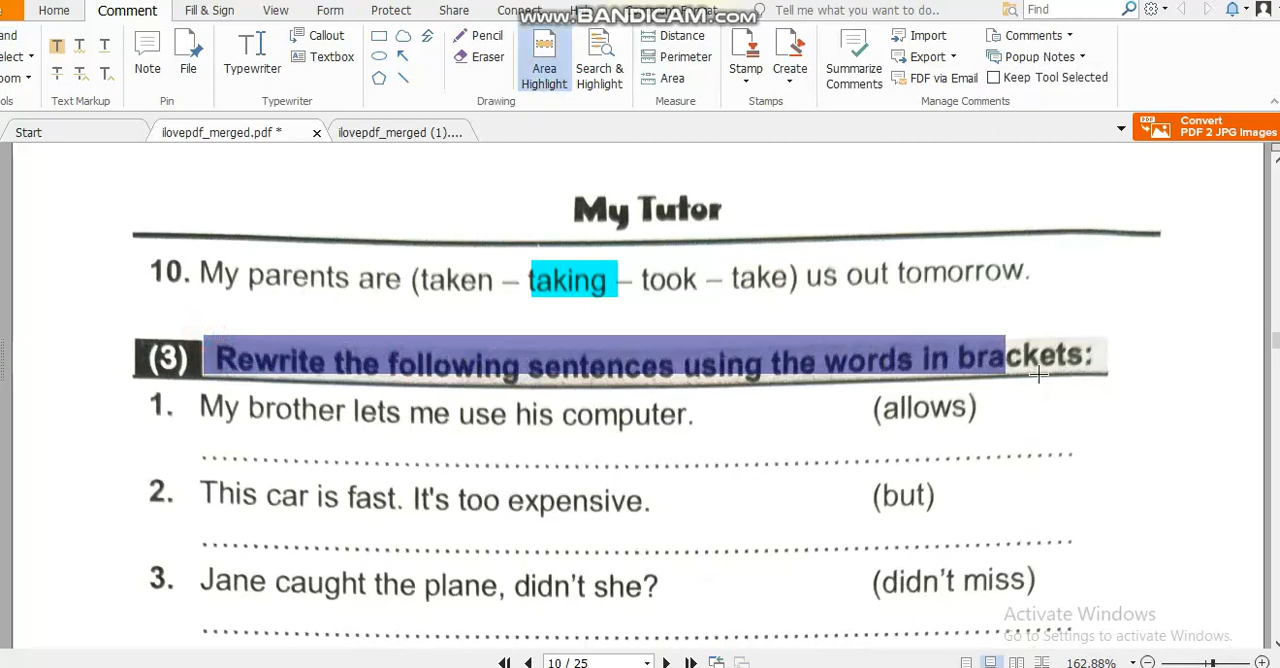 www.BANDICAM.com
Home Comment Fill & Sign View Form Protect Share Connect Tell me what you want to do.. Find
Callout Pencil Distance Import Comments
Textbox Eraser Perimeter Export Popup Notes
Note File Typewriter Area Highlight Search & Highlight Area Stamp Create Summarize Comments FDF via Email Keep Tool Selected
Text Markup Pin Typewriter Drawing Measure Stamps Manage Comments
Start ilovepdf_merged.pdf * ilovepdf_merged (1).... Convert PDF 2 JPG Images
My Tutor
10. My parents are (taken – taking – took – take) us out tomorrow.
(3) Rewrite the following sentences using the words in brackets:
1. My brother lets me use his computer. (allows)
2. This car is fast. It's too expensive. (but)
3. Jane caught the plane, didn't she? (didn't miss)
Activate Windows
Go to Settings to activate Windows.
10 / 25 162.88%